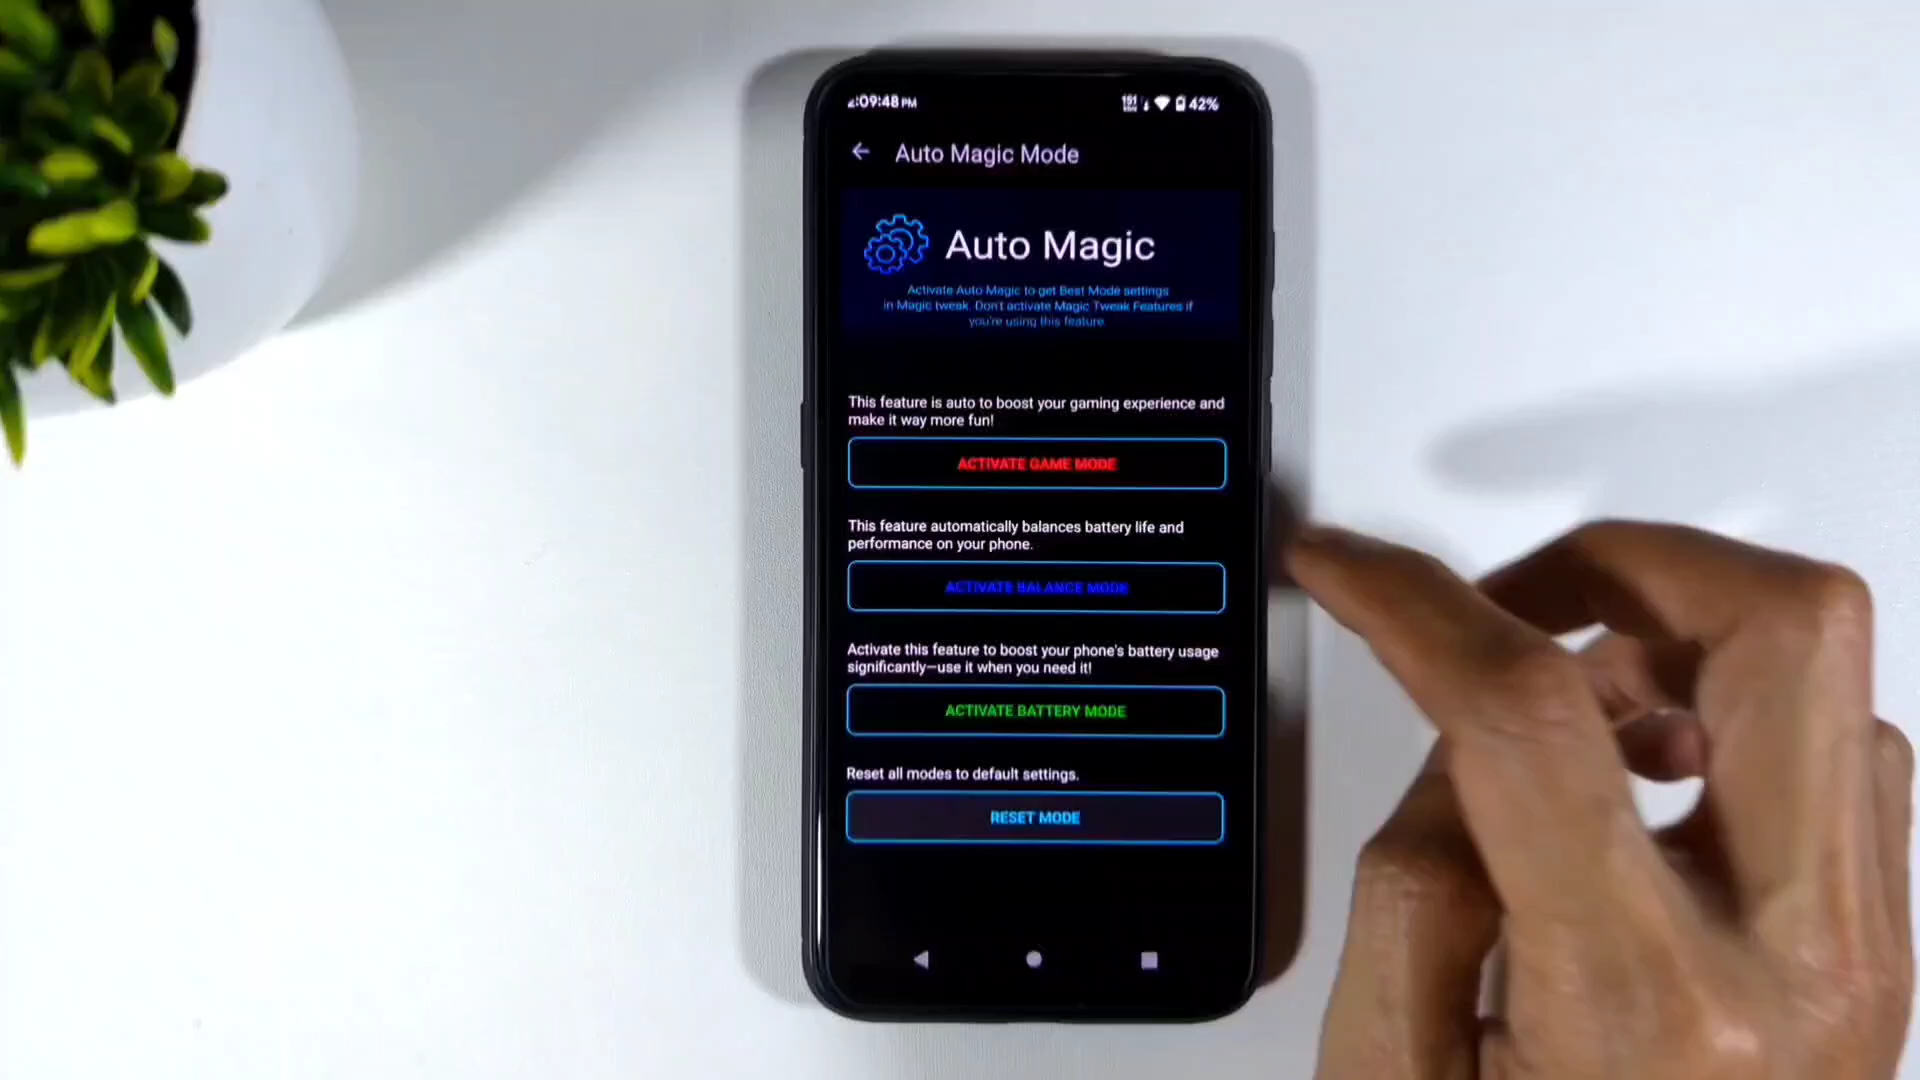 :09:48 PM
42%
Auto Magic Mode
Auto Magic
Activate Auto Magic to get Best Mode settings
in Magic tweak. Don't activate Magic Tweak Features if
you're using this feature.
This feature is auto to boost your gaming experience and
make it way more fun!
ACTIVATE GAME MODE
This feature automatically balances battery life and
performance on your phone.
ACTIVATE BALANCE MODE
Activate this feature to boost your phone's battery usage
significantly—use it when you need it!
ACTIVATE BATTERY MODE
Reset all modes to default settings.
RESET MODE